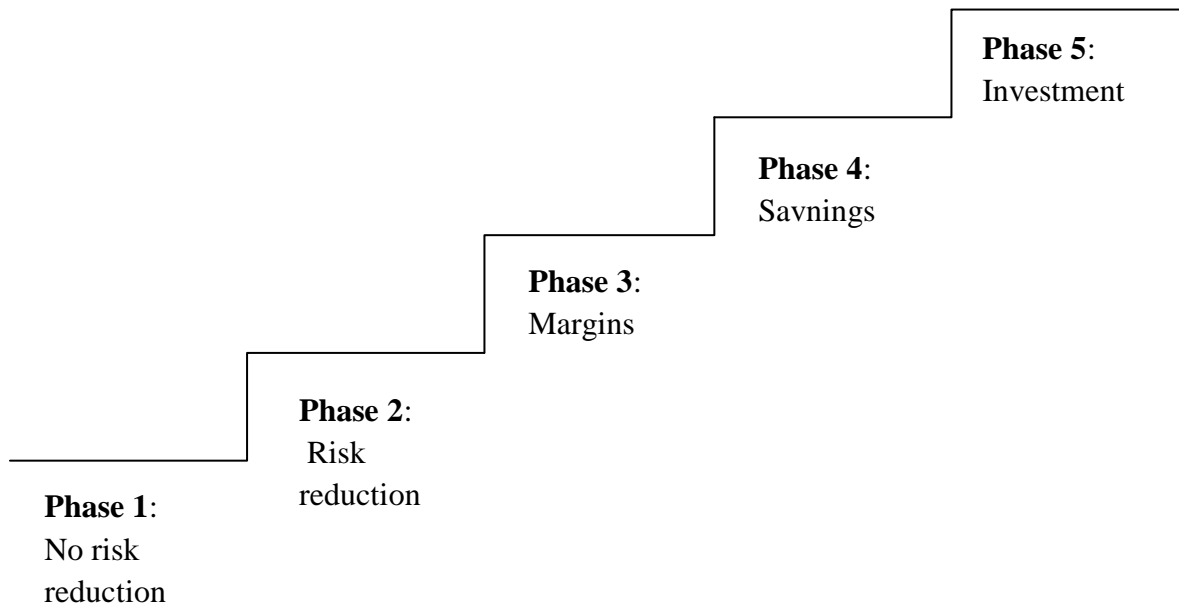 Phase 5:
Investment
Phase 4:
Savnings
Phase 3:
Margins
Phase 2:
Risk
reduction
Phase 1:
No risk
reduction